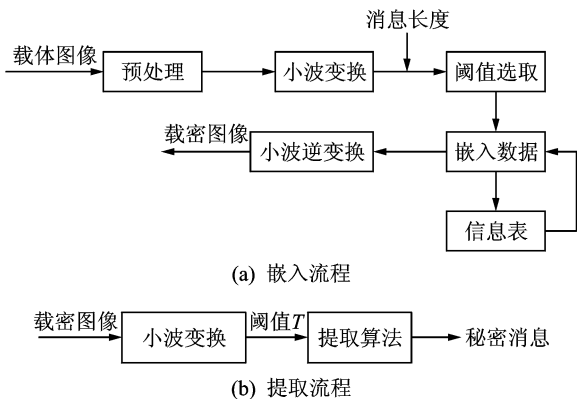 消息长度
载体图像
预处理
小波变换
阈值选取
载密图像
小波逆变换
嵌入数据
信息表
(a) 嵌入流程
载密图像
小波变换
阈值T
提取算法
秘密消息
(b) 提取流程